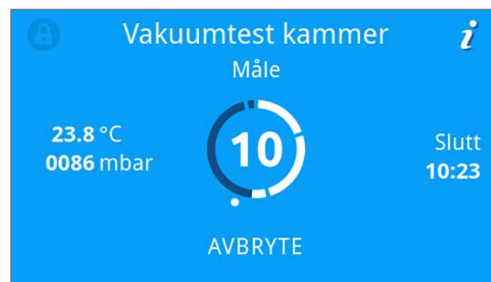 Vakuumtest kammer
i
Måle
23.8 °C
0086 mbar
10
Slutt
10:23
AVBRYTE